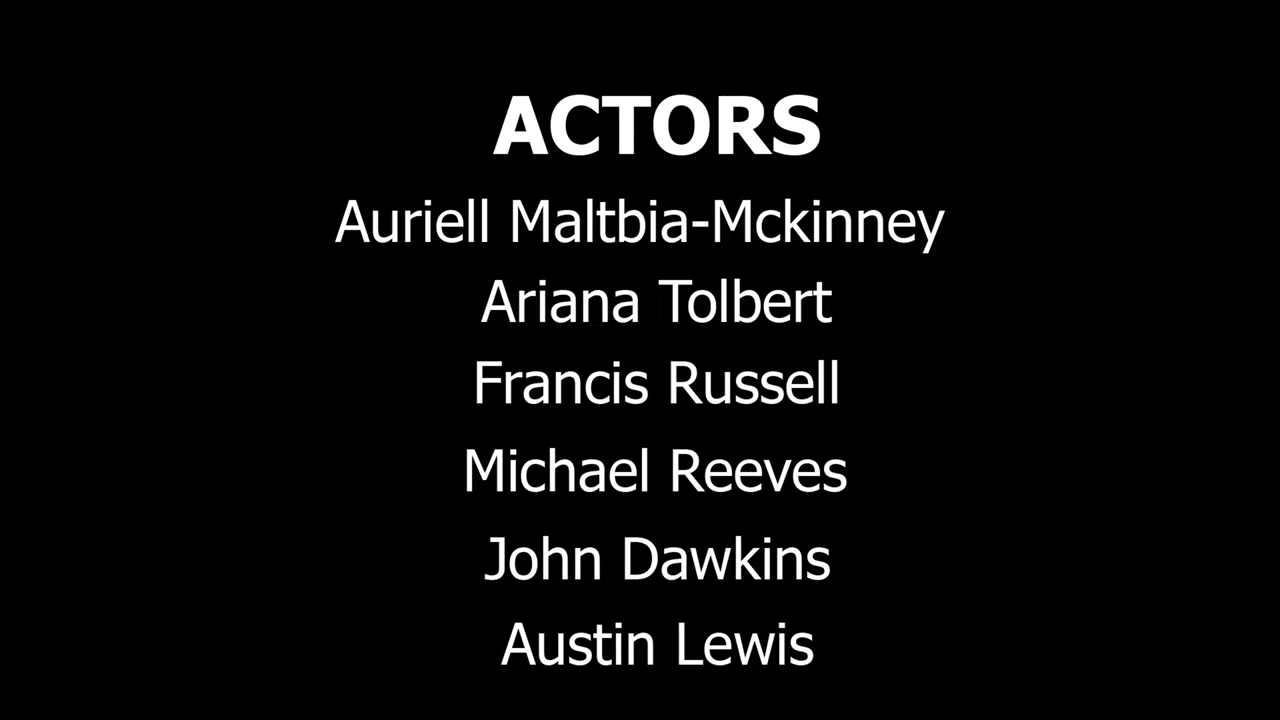 ACTORS
Auriell Maltbia-Mckinney
Ariana Tolbert
Francis Russell
Michael Reeves
John Dawkins
Austin Lewis